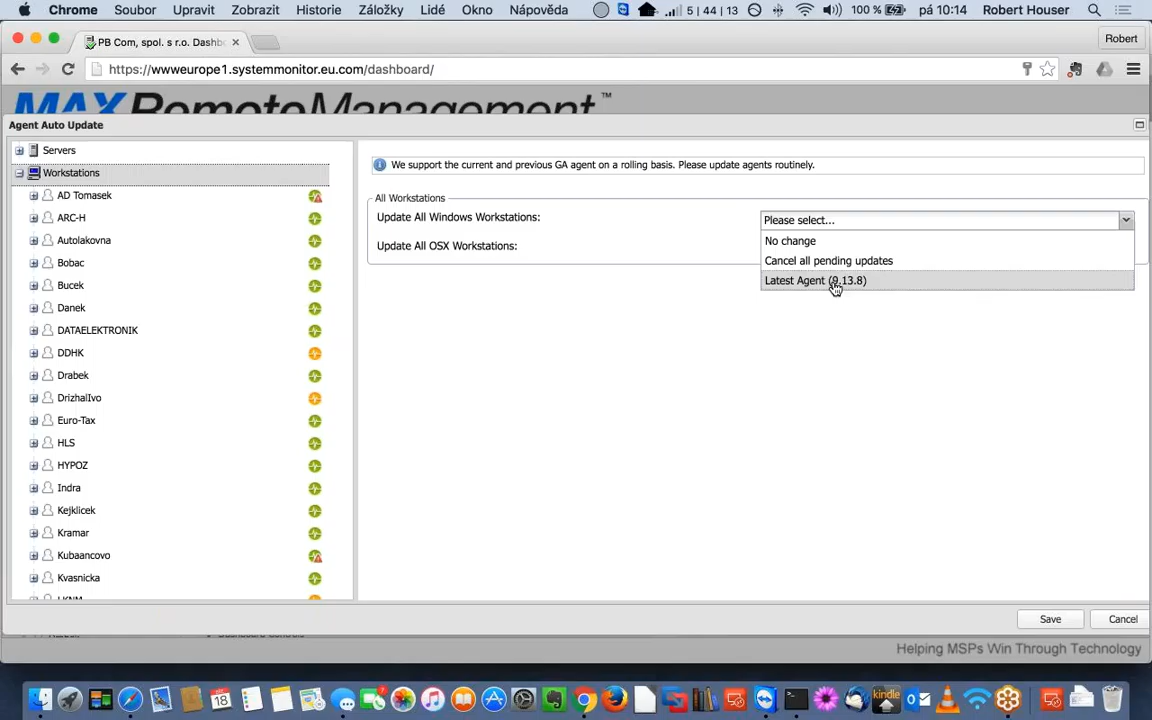 Chrome Soubor Upravit Zobrazit Historie Záložky Lidé Okno Nápověda 5 | 44 | 13 100 % pá 10:14 Robert Houser
PB Com, spol. s r.o. Dashb Robert
https://wwweurope1.systemmonitor.eu.com/dashboard/
MAXRemoteManagement™
Agent Auto Update
Servers
Workstations
AD Tomasek
ARC-H
Autolakovna
Bobac
Bucek
Danek
DATAELEKTRONIK
DDHK
Drabek
DrizhalIvo
Euro-Tax
HLS
HYPOZ
Indra
Kejklicek
Kramar
Kubaancovo
Kvasnicka
LKNM
We support the current and previous GA agent on a rolling basis. Please update agents routinely.
All Workstations
Update All Windows Workstations: Please select...
Update All OSX Workstations:
No change
Cancel all pending updates
Latest Agent (9.13.8)
Save Cancel
Helping MSPs Win Through Technology
18
kindle